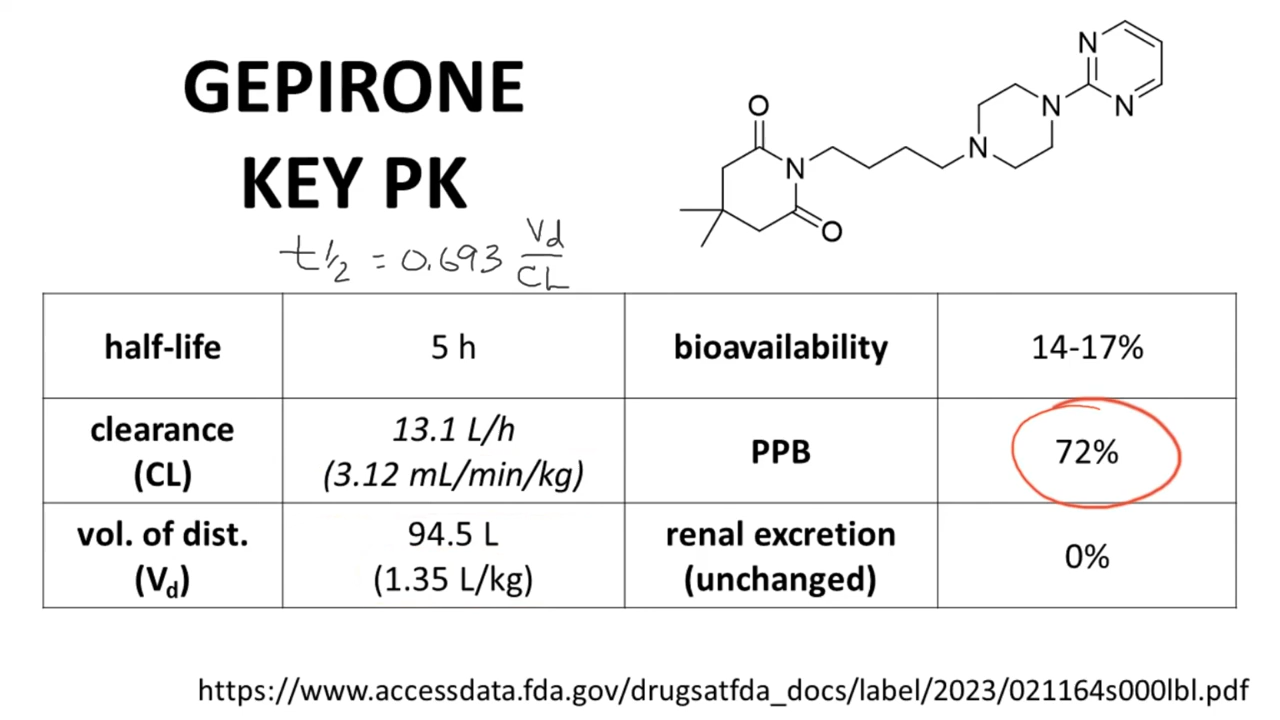 GEPIRONE
KEY PK
t½ = 0.693 Vd
CL
N
N
N
N
O
N
O
half-life
5 h
bioavailability
14-17%
clearance
(CL)
13.1 L/h
(3.12 mL/min/kg)
PPB
72%
vol. of dist.
(Vd)
94.5 L
(1.35 L/kg)
renal excretion
(unchanged)
0%
https://www.accessdata.fda.gov/drugsatfda_docs/label/2023/021164s000lbl.pdf